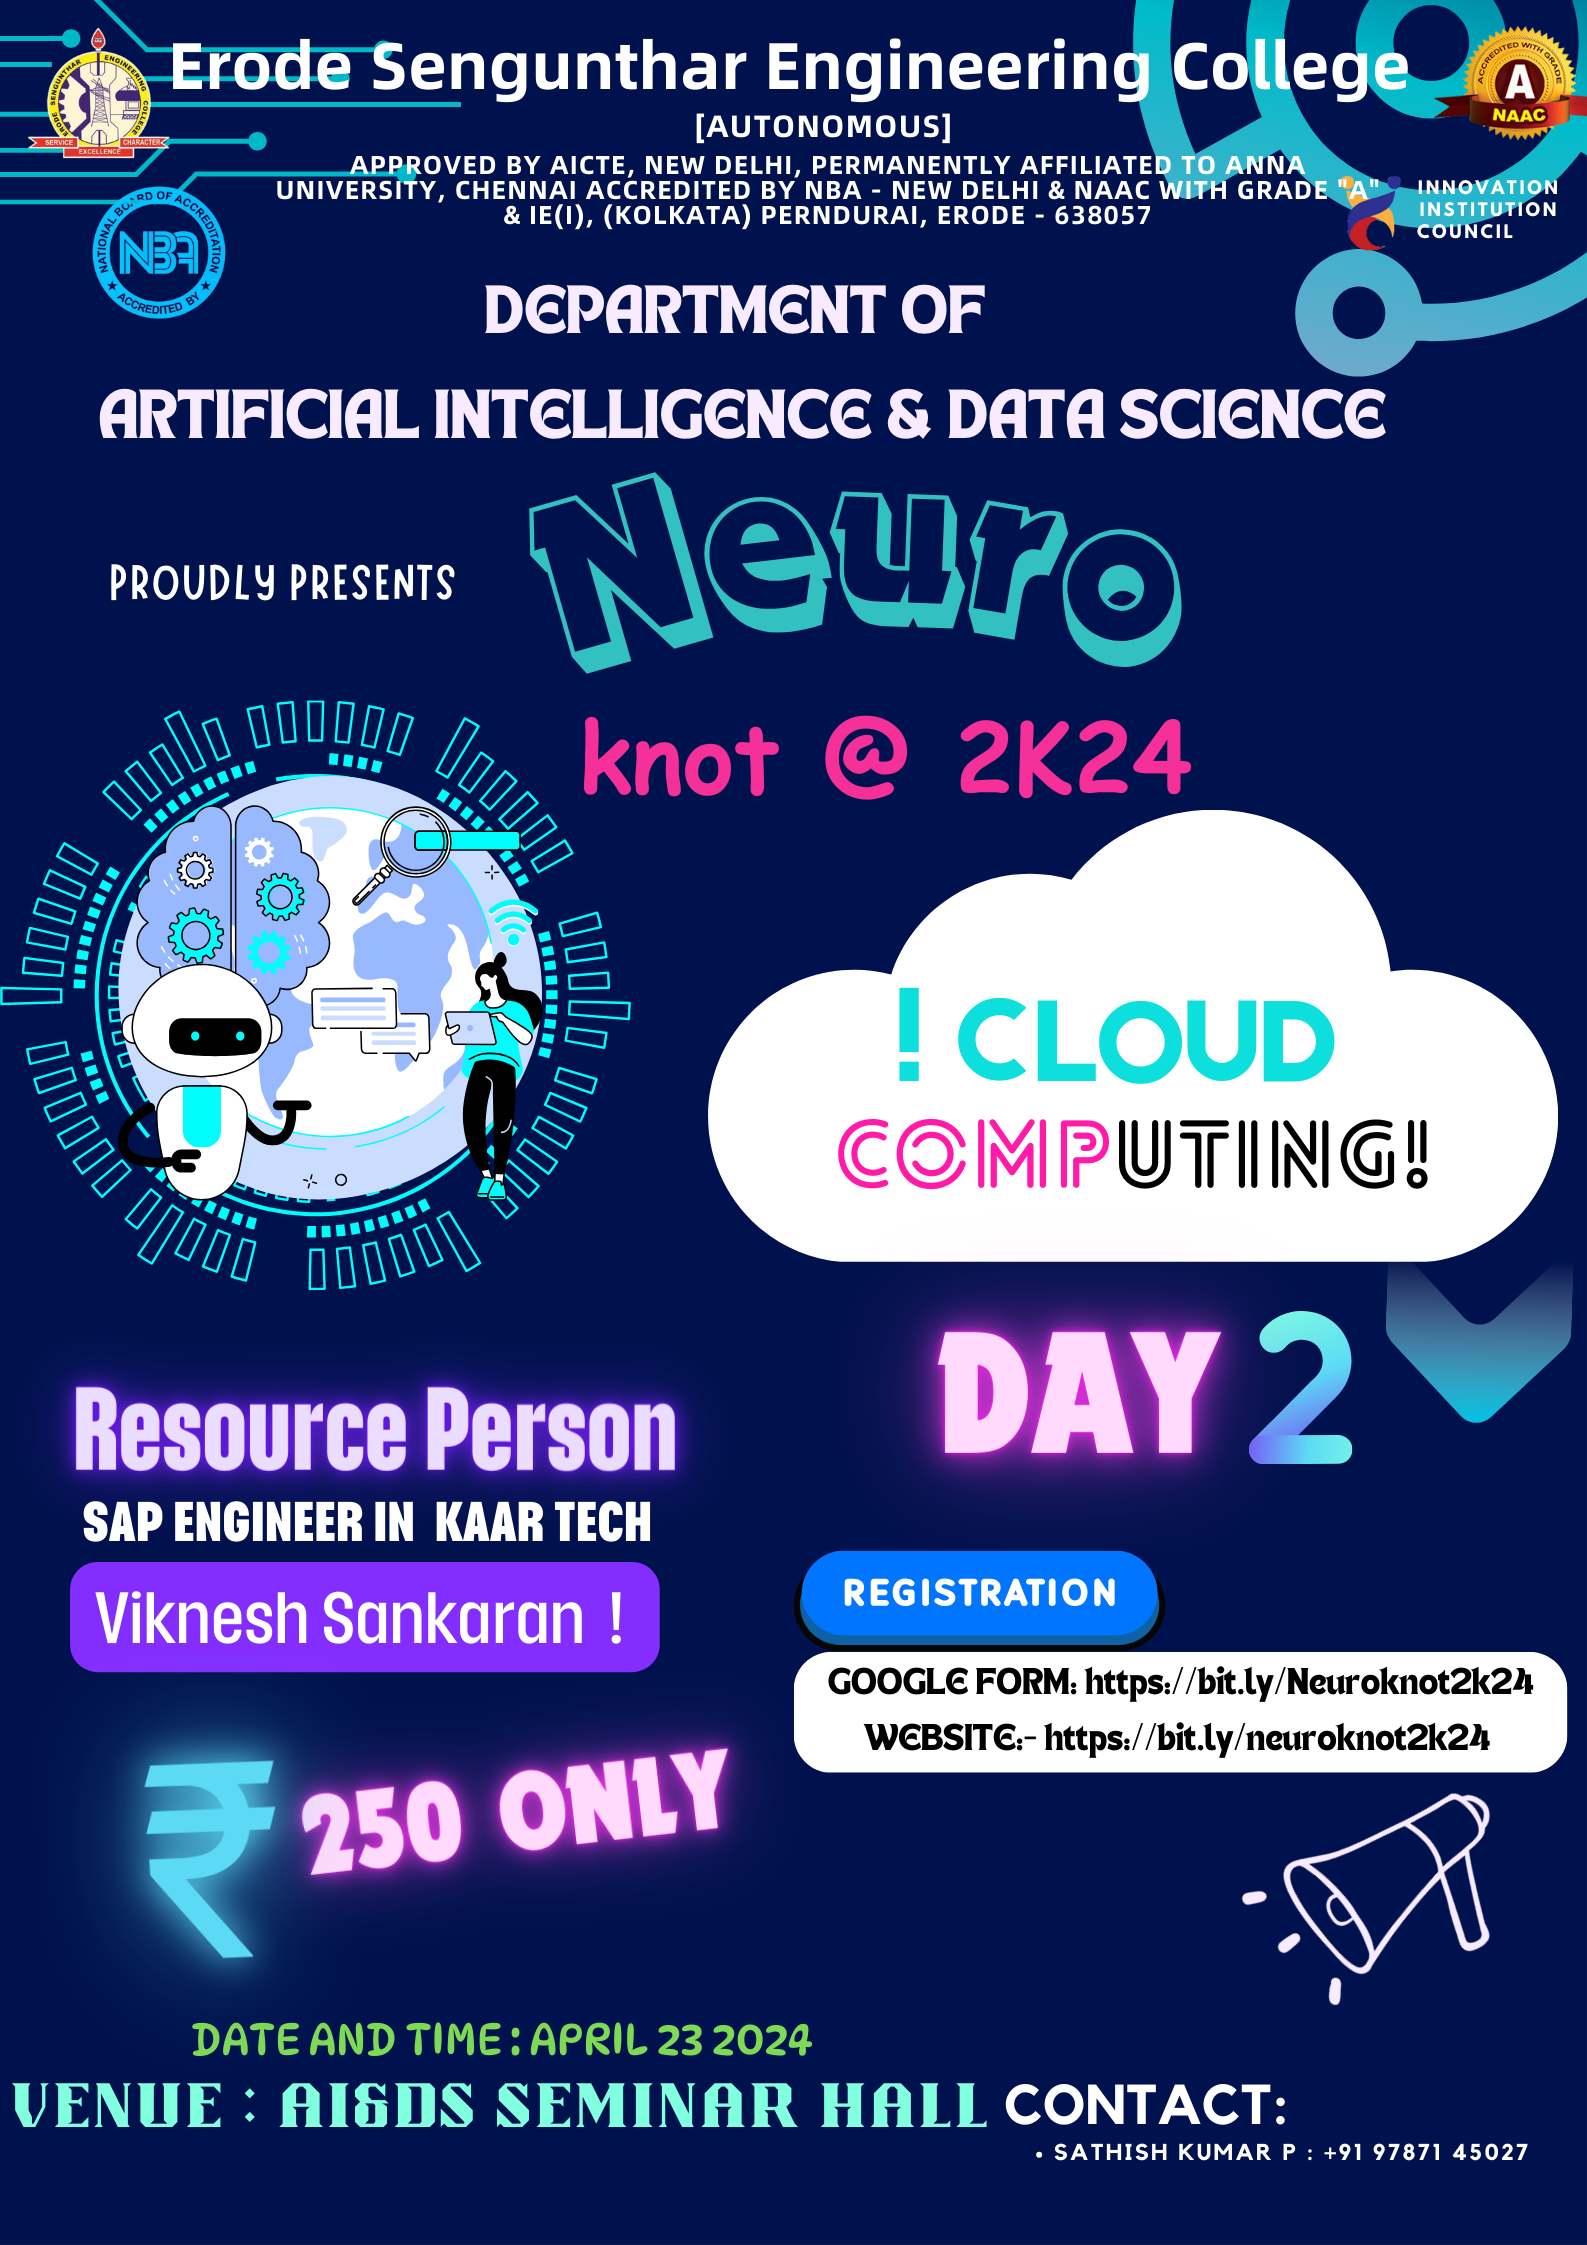 Erode Sengunthar Engineering College
[AUTONOMOUS]
APPROVED BY AICTE, NEW DELHI, PERMANENTLY AFFILIATED TO ANNA
UNIVERSITY, CHENNAI ACCREDITED BY NBA - NEW DELHI & NAAC WITH GRADE "A"
& IE(I), (KOLKATA) PERNDURAI, ERODE - 638057
ERODE SENGUNTHAR ENGINEERING COLLEGE
SERVICE EXCELLENCE CHARACTER
ACCREDITED WITH GRADE
A
NAAC
NATIONAL BOARD OF ACCREDITATION
NBA
ACCREDITED BY
INNOVATION
INSTITUTION
COUNCIL
DEPARTMENT OF
ARTIFICIAL INTELLIGENCE & DATA SCIENCE
PROUDLY PRESENTS
Neuro
knot @ 2K24
! CLOUD
COMPUTING!
DAY 2
Resource Person
SAP ENGINEER IN KAAR TECH
Viknesh Sankaran !
REGISTRATION
GOOGLE FORM: https://bit.ly/Neuroknot2k24
WEBSITE:- https://bit.ly/neuroknot2k24
₹ 250 ONLY
DATE AND TIME : APRIL 23 2024
VENUE : AI&DS SEMINAR HALL
CONTACT:
• SATHISH KUMAR P : +91 97871 45027